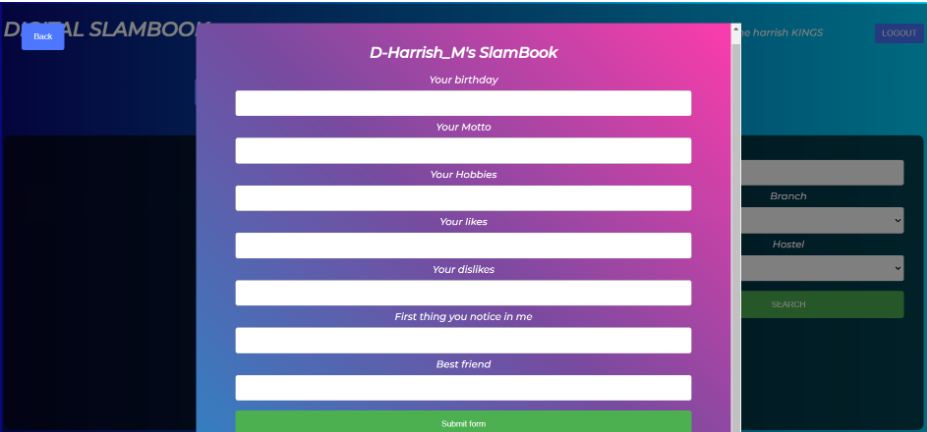 DIGITAL SLAMBOOK
Back
harrish KINGS
LOGOUT
D-Harrish_M's SlamBook
Your birthday
Your Motto
Your Hobbies
Your likes
Your dislikes
First thing you notice in me
Best friend
Submit form
Branch
Hostel
SEARCH